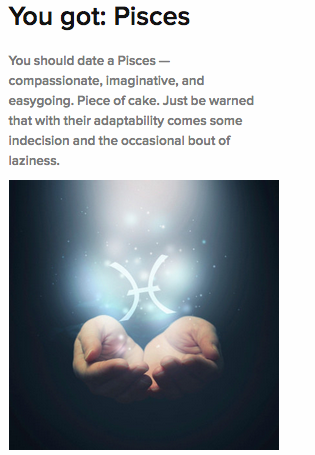 You got: Pisces
You should date a Pisces —
compassionate, imaginative, and
easygoing. Piece of cake. Just be warned
that with their adaptability comes some
indecision and the occasional bout of
laziness.